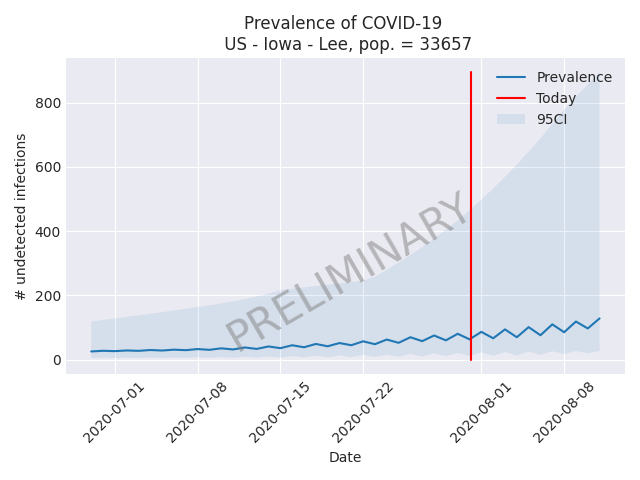 Prevalence of COVID-19
US - Iowa - Lee, pop. = 33657
# undetected infections
800
600
400
200
0
Prevalence
Today
95CI
PRELIMINARY
2020-07-01
2020-07-08
2020-07-15
2020-07-22
2020-08-01
2020-08-08
Date